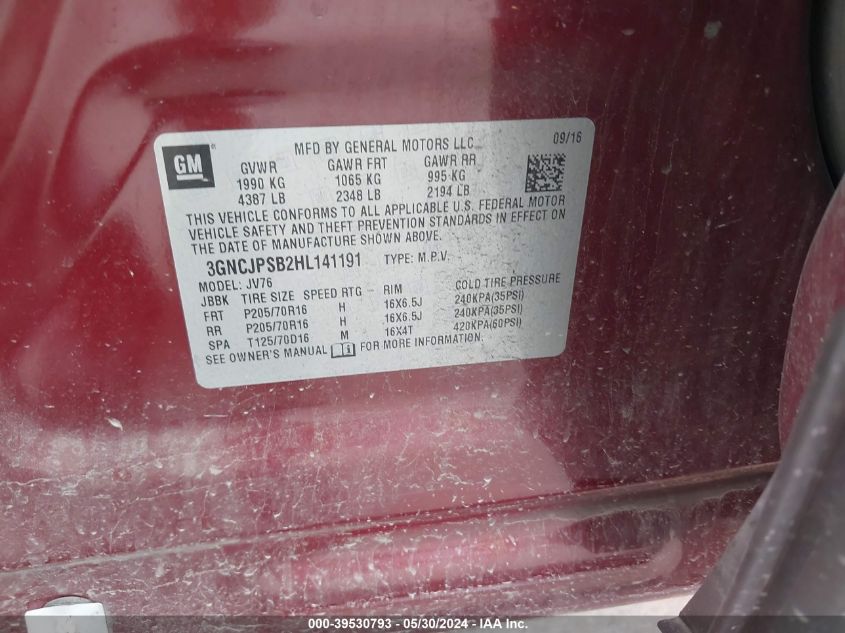 GM
MFD BY GENERAL MOTORS LLC
09/16
GVWR GAWR FRT GAWR RR
1990 KG 1065 KG 995 KG
4387 LB 2348 LB 2194 LB
THIS VEHICLE CONFORMS TO ALL APPLICABLE U.S. FEDERAL MOTOR
VEHICLE SAFETY AND THEFT PREVENTION STANDARDS IN EFFECT ON
THE DATE OF MANUFACTURE SHOWN ABOVE.
3GNCJPSB2HL141191 TYPE: M.P.V.
MODEL: JV76
JBBK TIRE SIZE SPEED RTG RIM COLD TIRE PRESSURE
FRT P205/70R16 H 16X6.5J 240KPA(35PSI)
RR P205/70R16 H 16X6.5J 240KPA(35PSI)
SPA T125/70D16 M 16X4T 420KPA(60PSI)
SEE OWNER'S MANUAL FOR MORE INFORMATION.
000-39530793 - 05/30/2024 - IAA Inc.